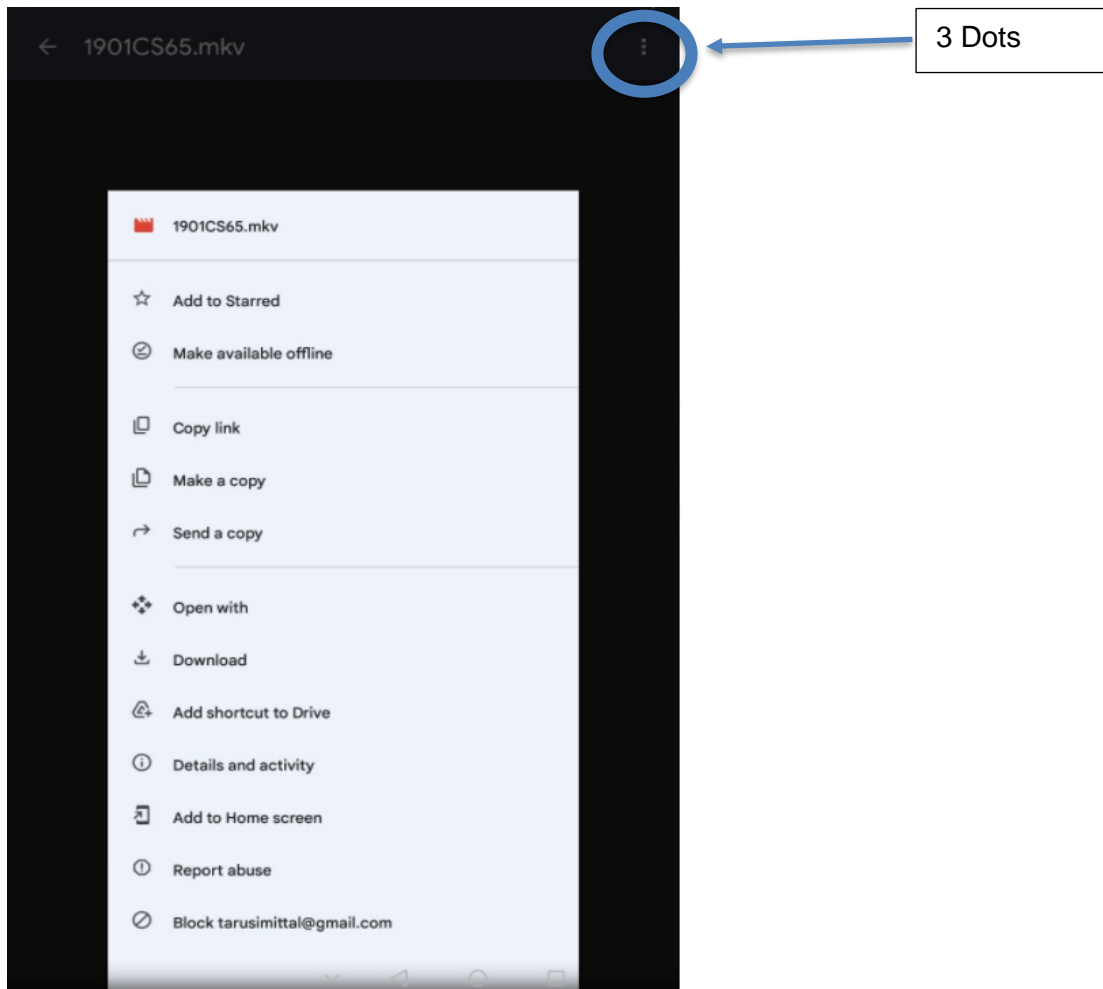 1901CS65.mkv
3 Dots
1901CS65.mkv
Add to Starred
Make available offline
Copy link
Make a copy
Send a copy
Open with
Download
Add shortcut to Drive
Details and activity
Add to Home screen
Report abuse
Block tarusimittal@gmail.com